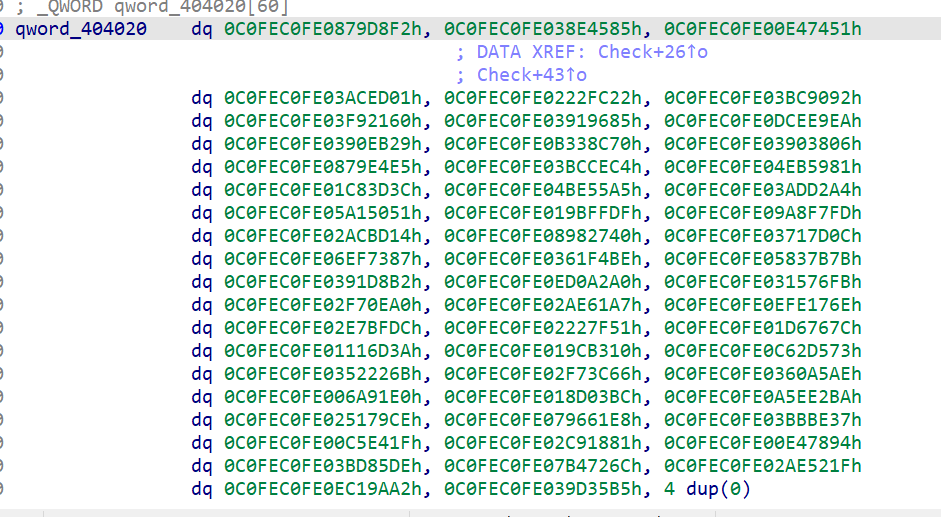 ; _QWORD qword_404020[60]
qword_404020 dq 0C0FEC0FE0879D8F2h, 0C0FEC0FE038E4585h, 0C0FEC0FE00E47451h
; DATA XREF: Check+26↑o
; Check+43↑o
dq 0C0FEC0FE03ACED01h, 0C0FEC0FE0222FC22h, 0C0FEC0FE03BC9092h
dq 0C0FEC0FE03F92160h, 0C0FEC0FE03919685h, 0C0FEC0FE0DCEE9EAh
dq 0C0FEC0FE0390EB29h, 0C0FEC0FE0B338C70h, 0C0FEC0FE03903806h
dq 0C0FEC0FE0879E4E5h, 0C0FEC0FE03BCCEC4h, 0C0FEC0FE04EB5981h
dq 0C0FEC0FE01C83D3Ch, 0C0FEC0FE04BE55A5h, 0C0FEC0FE03ADD2A4h
dq 0C0FEC0FE05A15051h, 0C0FEC0FE019BFFDFh, 0C0FEC0FE09A8F7FDh
dq 0C0FEC0FE02ACBD14h, 0C0FEC0FE08982740h, 0C0FEC0FE03717D0Ch
dq 0C0FEC0FE06EF7387h, 0C0FEC0FE0361F4BEh, 0C0FEC0FE05837B7Bh
dq 0C0FEC0FE0391D8B2h, 0C0FEC0FE0ED0A2A0h, 0C0FEC0FE031576FBh
dq 0C0FEC0FE02F70EA0h, 0C0FEC0FE02AE61A7h, 0C0FEC0FE0EFE176Eh
dq 0C0FEC0FE02E7BFDCh, 0C0FEC0FE02227F51h, 0C0FEC0FE01D6767Ch
dq 0C0FEC0FE01116D3Ah, 0C0FEC0FE019CB310h, 0C0FEC0FE0C62D573h
dq 0C0FEC0FE0352226Bh, 0C0FEC0FE02F73C66h, 0C0FEC0FE0360A5AEh
dq 0C0FEC0FE006A91E0h, 0C0FEC0FE018D03BCh, 0C0FEC0FE0A5EE2BAh
dq 0C0FEC0FE025179CEh, 0C0FEC0FE079661E8h, 0C0FEC0FE03BBBE37h
dq 0C0FEC0FE00C5E41Fh, 0C0FEC0FE02C91881h, 0C0FEC0FE00E47894h
dq 0C0FEC0FE03BD85DEh, 0C0FEC0FE07B4726Ch, 0C0FEC0FE02AE521Fh
dq 0C0FEC0FE0EC19AA2h, 0C0FEC0FE039D35B5h, 4 dup(0)